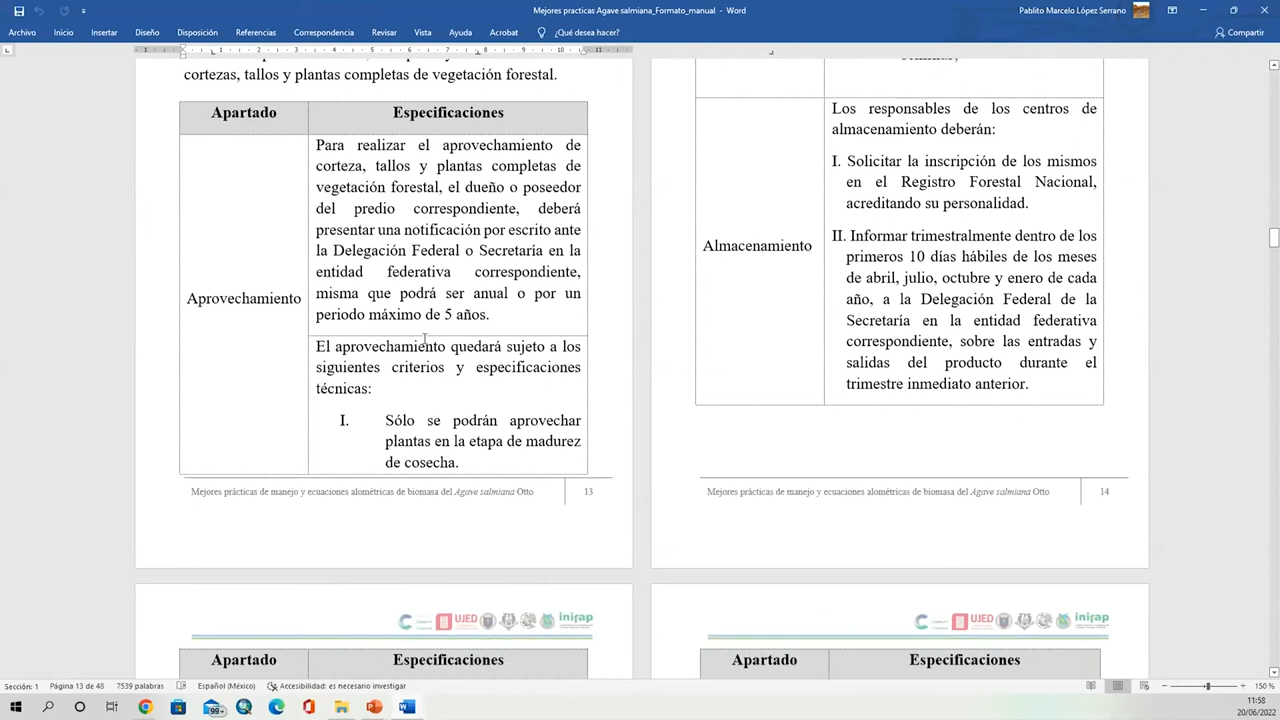 Mejores practicas Agave salmiana_Formato_manual - Word
Pablito Marcelo López Serrano
Archivo Inicio Insertar Diseño Disposición Referencias Correspondencia Revisar Vista Ayuda Acrobat ¿Qué desea hacer? Compartir
cortezas, tallos y plantas completas de vegetación forestal.
Apartado Especificaciones
Aprovechamiento
Para realizar el aprovechamiento de
corteza, tallos y plantas completas de
vegetación forestal, el dueño o poseedor
del predio correspondiente, deberá
presentar una notificación por escrito ante
la Delegación Federal o Secretaría en la
entidad federativa correspondiente,
misma que podrá ser anual o por un
periodo máximo de 5 años.
El aprovechamiento quedará sujeto a los
siguientes criterios y especificaciones
técnicas:
I. Sólo se podrán aprovechar
plantas en la etapa de madurez
de cosecha.
Mejores prácticas de manejo y ecuaciones alométricas de biomasa del Agave salmiana Otto 13
Almacenamiento
Los responsables de los centros de
almacenamiento deberán:
I. Solicitar la inscripción de los mismos
en el Registro Forestal Nacional,
acreditando su personalidad.
II. Informar trimestralmente dentro de los
primeros 10 días hábiles de los meses
de abril, julio, octubre y enero de cada
año, a la Delegación Federal de la
Secretaría en la entidad federativa
correspondiente, sobre las entradas y
salidas del producto durante el
trimestre inmediato anterior.
Mejores prácticas de manejo y ecuaciones alométricas de biomasa del Agave salmiana Otto 14
UJED inifap
Apartado Especificaciones
UJED inifap
Apartado Especificaciones
Sección: 1 Página 13 de 48 7539 palabras Español (México) Accesibilidad: es necesario investigar 150 %
99+
11:58
20/06/2022